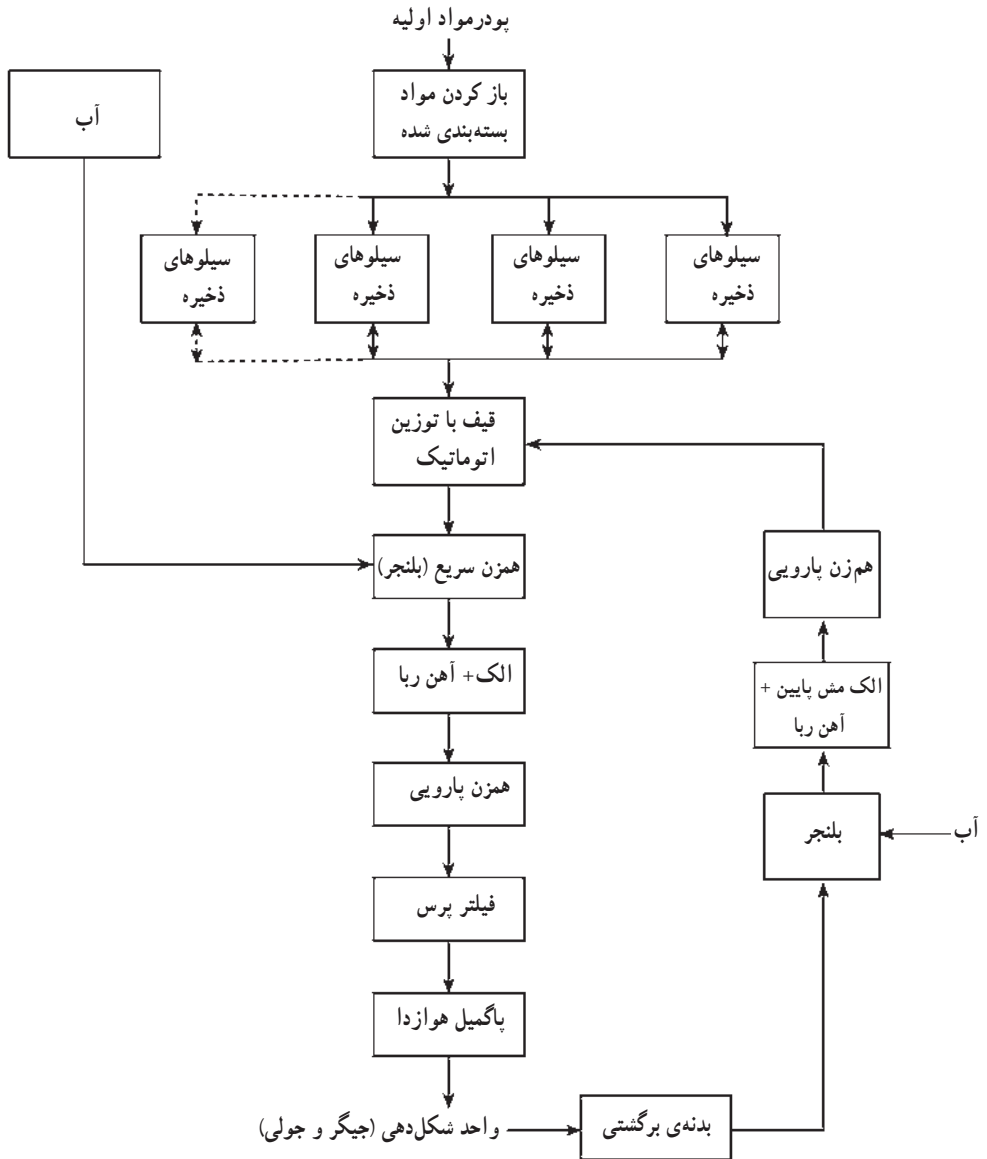 پودرمواد اولیه
باز کردن مواد
بسته‌بندی شده
آب
سیلوهای
ذخیره
سیلوهای
ذخیره
سیلوهای
ذخیره
سیلوهای
ذخیره
قیف با توزین
اتوماتیک
همزن سریع (بلنجر)
الک+ آهن ربا
همزن پارویی
فیلتر پرس
پاگمیل هوازدا
واحد شکل‌دهی (جیگر و جولی)
بدنه‌ی برگشتی
بلنجر
آب
الک مش پایین +
آهن ربا
هم‌زن پارویی